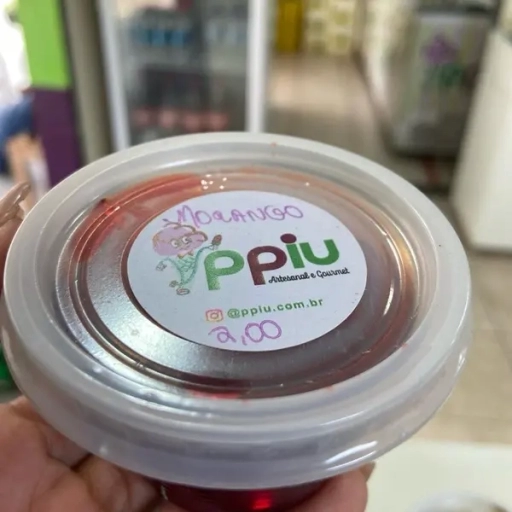 MORANGO
PPIU
Artesanal e Gourmet
@ppiu.com.br
2,00